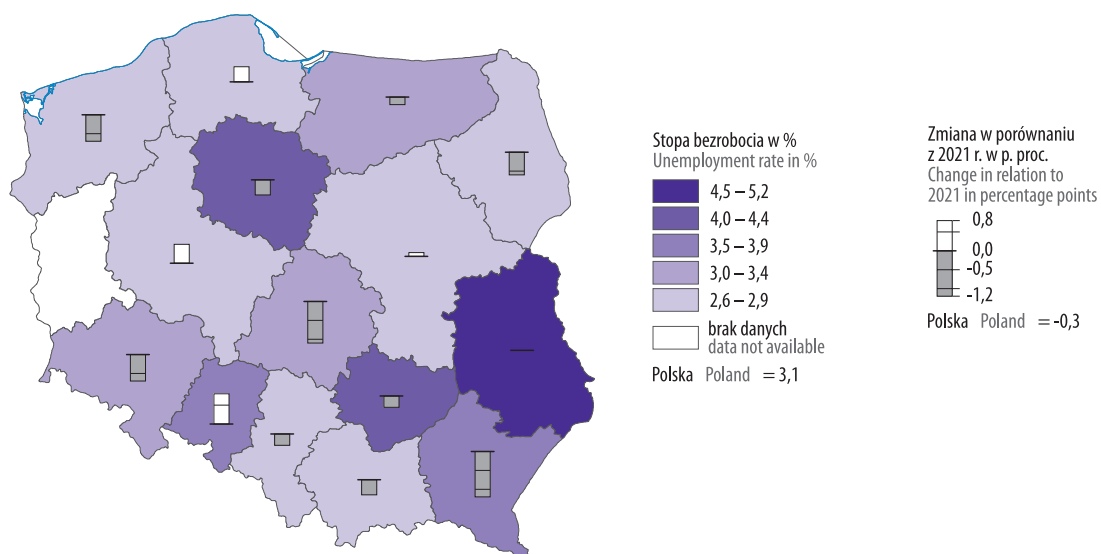 Stopa bezrobocia w %
Unemployment rate in %
4,5 – 5,2
4,0 – 4,4
3,5 – 3,9
3,0 – 3,4
2,6 – 2,9
brak danych
data not available
Polska Poland = 3,1
Zmiana w porównaniu
z 2021 r. w p. proc.
Change in relation to
2021 in percentage points
0,8
0,0
-0,5
-1,2
Polska Poland = -0,3